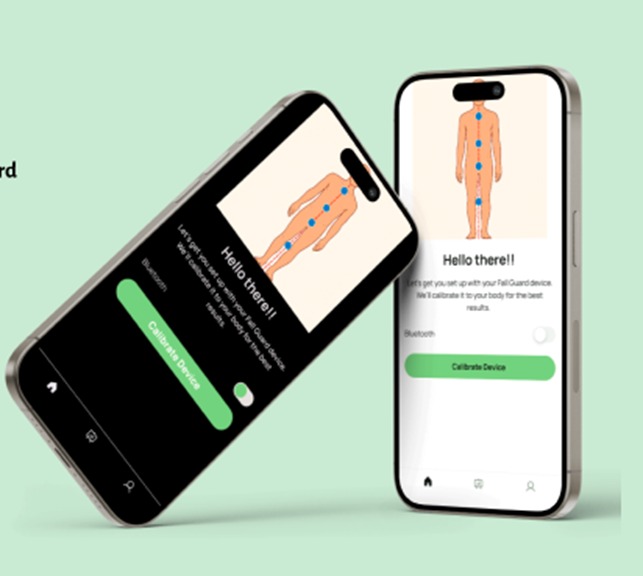 rd
Hello there!!
Let's get you set up with your Fall Guard device.
We'll calibrate it to your body for the best
results.
Bluetooth
Calibrate Device
Hello there!!
Let's get you set up with your Fall Guard device.
We'll calibrate it to your body for the best
results.
Bluetooth
Calibrate Device